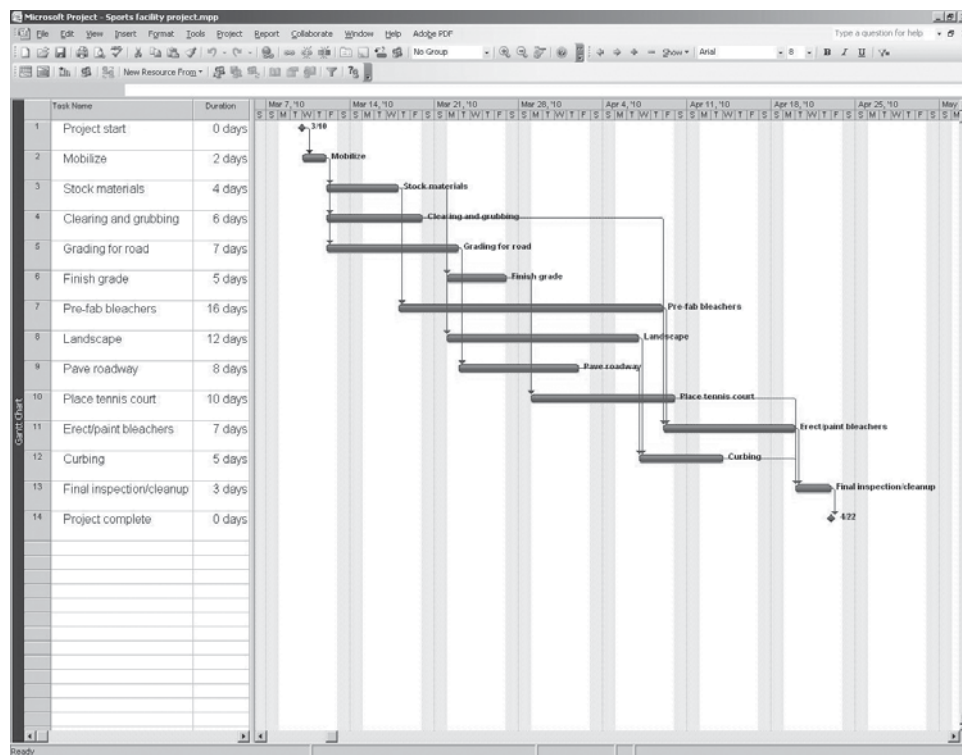 Microsoft Project - Sports facility project.mpp
File Edit View Insert Format Tools Project Report Collaborate Window Help Adobe PDF Type a question for help
No Group Show Arial 8 B I U
New Resource From
Task Name Duration Mar 7, '10 Mar 14, '10 Mar 21, '10 Mar 28, '10 Apr 4, '10 Apr 11, '10 Apr 18, '10 Apr 25, '10 May
S S M T W T F S S M T W T F S S M T W T F S S M T W T F S S M T W T F S S M T W T F S S M T W T F S S M T W T F S S M
1 Project start 0 days 3/10
2 Mobilize 2 days Mobilize
3 Stock materials 4 days Stock materials
4 Clearing and grubbing 6 days Clearing and grubbing
5 Grading for road 7 days Grading for road
6 Finish grade 5 days Finish grade
7 Pre-fab bleachers 16 days Pre-fab bleachers
8 Landscape 12 days Landscape
9 Pave roadway 8 days Pave roadway
10 Place tennis court 10 days Place tennis court
11 Erect/paint bleachers 7 days Erect/paint bleachers
12 Curbing 5 days Curbing
13 Final inspection/cleanup 3 days Final inspection/cleanup
14 Project complete 0 days 4/22
Gantt Chart
Ready